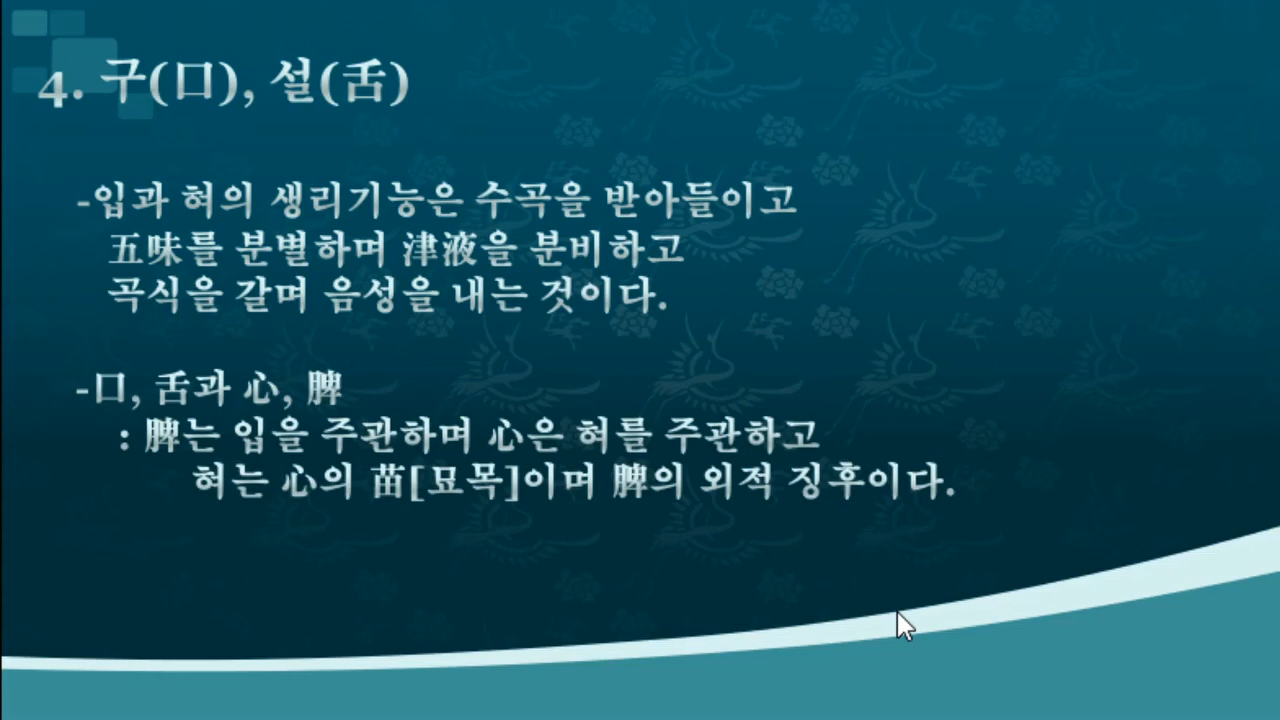 4. 구(口), 설(舌)
-입과 혀의 생리기능은 수곡을 받아들이고
五味를 분별하며 津液을 분비하고
곡식을 갈며 음성을 내는 것이다.
-口, 舌과 心, 脾
: 脾는 입을 주관하며 心은 혀를 주관하고
혀는 心의 苗[묘목]이며 脾의 외적 징후이다.